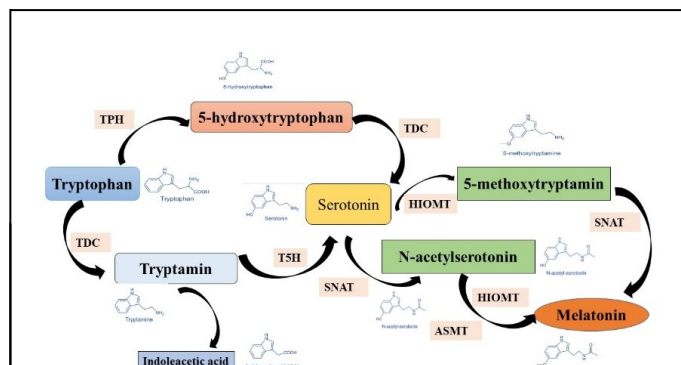 5-hydroxytryptophan
5-hydroxytryptophan
TPH
TDC
5-methoxytryptamine
Tryptophan
Tryptophan
Serotonin
Serotonin
HIOMT
5-methoxytryptamin
TDC
Tryptamin
T5H
SNAT
N-acetylserotonin
N-acetylserotonin
SNAT
Tryptamine
N-acetylserotonin
ASMT
HIOMT
Melatonin
Indoleacetic acid